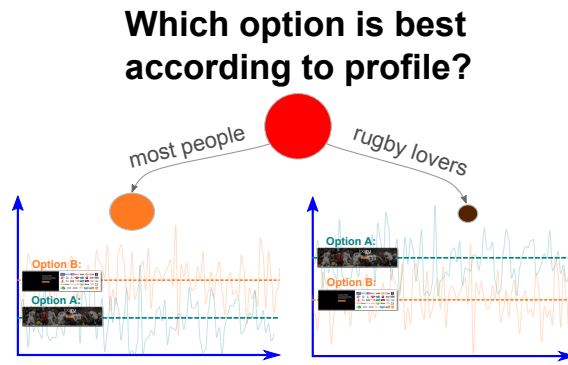 Which option is best
according to profile?
most people
rugby lovers
Option B:
Option A:
Option A:
Option B: